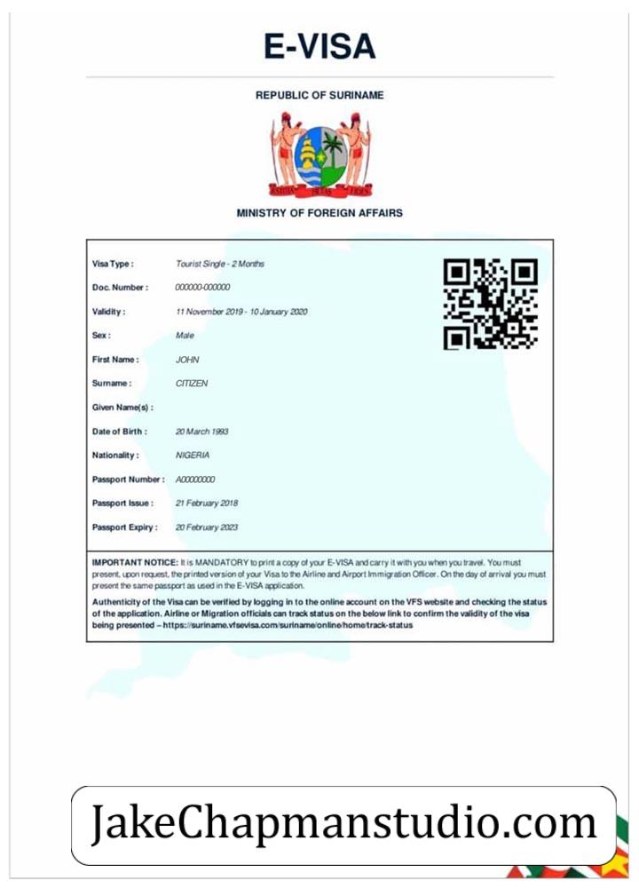 E-VISA
REPUBLIC OF SURINAME
JUSTITIA PIETAS FIDES
MINISTRY OF FOREIGN AFFAIRS
Visa Type : Tourist Single - 2 Months
Doc. Number : 000000-000000
Validity : 11 November 2019 - 10 January 2020
Sex : Male
First Name : JOHN
Surname : CITIZEN
Given Name(s) :
Date of Birth : 20 March 1993
Nationality : NIGERIA
Passport Number : A00000000
Passport Issue : 21 February 2018
Passport Expiry : 20 February 2023
IMPORTANT NOTICE: It is MANDATORY to print a copy of your E-VISA and carry it with you when you travel. You must
present, upon request, the printed version of your Visa to the Airline and Airport Immigration Officer. On the day of arrival you must
present the same passport as used in the E-VISA application.
Authenticity of the Visa can be verified by logging in to the online account on the VFS website and checking the status
of the application. Airline or Migration officials can track status on the below link to confirm the validity of the visa
being presented – https://suriname.vfsevisa.com/suriname/online/home/track-status
JakeChapmanstudio.com